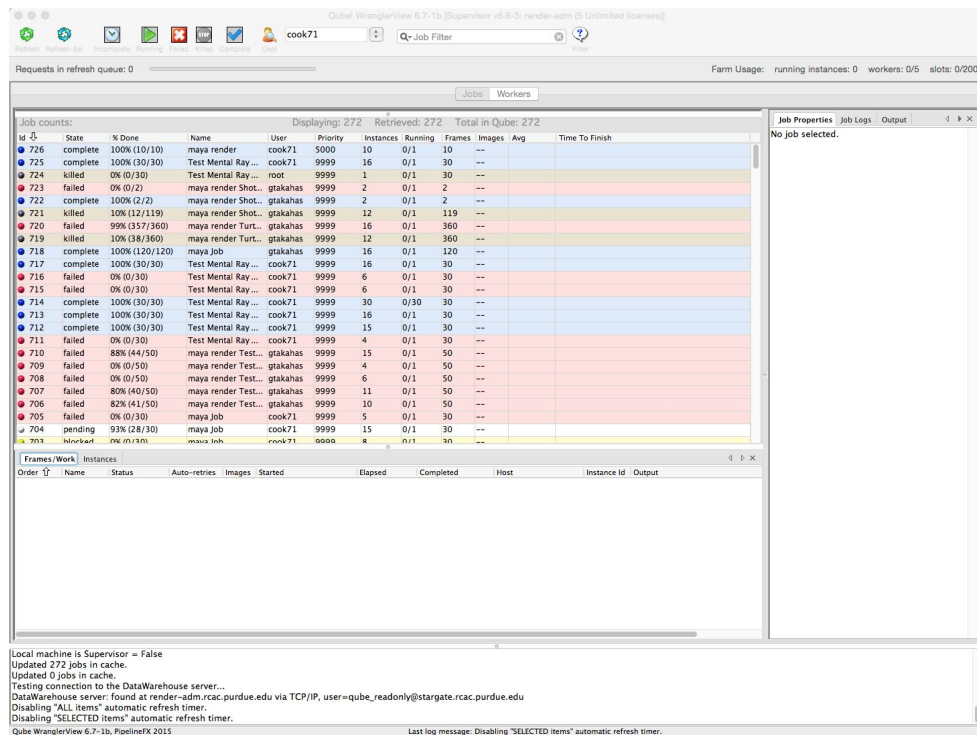 Qube! WranglerView 6.7-1b [Supervisor v6.6-3: render-adm (5 Unlimited licenses)]
cook71
Job Filter
Refresh Refresh Sel Incomplete Running Failed Killed Complete User Filter
Requests in refresh queue: 0 Farm Usage: running instances: 0 workers: 0/5 slots: 0/200
Jobs Workers
Job counts: Displaying: 272 Retrieved: 272 Total in Qube: 272
Id State % Done Name User Priority Instances Running Frames Images Avg Time To Finish
726 complete 100% (10/10) maya render cook71 5000 10 0/1 10 --
725 complete 100% (30/30) Test Mental Ray ... cook71 9999 16 0/1 30 --
724 killed 0% (0/30) Test Mental Ray ... root 9999 1 0/1 30 --
723 failed 0% (0/2) maya render Shot... gtakahas 9999 2 0/1 2 --
722 complete 100% (2/2) maya render Shot... gtakahas 9999 2 0/1 2 --
721 killed 10% (12/119) maya render Shot... gtakahas 9999 12 0/1 119 --
720 failed 99% (357/360) maya render Turt... gtakahas 9999 16 0/1 360 --
719 killed 10% (38/360) maya render Turt... gtakahas 9999 12 0/1 360 --
718 complete 100% (120/120) maya Job gtakahas 9999 16 0/1 120 --
717 complete 100% (30/30) Test Mental Ray ... cook71 9999 16 0/1 30 --
716 failed 0% (0/30) Test Mental Ray ... cook71 9999 6 0/1 30 --
715 failed 0% (0/30) Test Mental Ray ... cook71 9999 6 0/1 30 --
714 complete 100% (30/30) Test Mental Ray ... cook71 9999 30 0/30 30 --
713 complete 100% (30/30) Test Mental Ray ... cook71 9999 16 0/1 30 --
712 complete 100% (30/30) Test Mental Ray ... cook71 9999 15 0/1 30 --
711 failed 0% (0/30) Test Mental Ray ... cook71 9999 4 0/1 30 --
710 failed 88% (44/50) maya render Test... gtakahas 9999 15 0/1 50 --
709 failed 0% (0/50) maya render Test... gtakahas 9999 4 0/1 50 --
708 failed 0% (0/50) maya render Test... gtakahas 9999 6 0/1 50 --
707 failed 80% (40/50) maya render Test... gtakahas 9999 11 0/1 50 --
706 failed 82% (41/50) maya render Test... gtakahas 9999 10 0/1 50 --
705 failed 0% (0/30) maya Job cook71 9999 5 0/1 30 --
704 pending 93% (28/30) maya Job cook71 9999 15 0/1 30 --
703 blocked 0% (0/30) maya Job cook71 9999 8 0/1 30 --
Job Properties Job Logs Output
No job selected.
Frames/Work Instances
Order Name Status Auto-retries Images Started Elapsed Completed Host Instance Id Output
Local machine is Supervisor = False
Updated 272 jobs in cache.
Updated 0 jobs in cache.
Testing connection to the DataWarehouse server...
DataWarehouse server: found at render-adm.rcac.purdue.edu via TCP/IP, user=qube_readonly@stargate.rcac.purdue.edu
Disabling "ALL items" automatic refresh timer.
Disabling "SELECTED items" automatic refresh timer.
Qube WranglerView 6.7-1b, PipelineFX 2015 Last log message: Disabling "SELECTED items" automatic refresh timer.